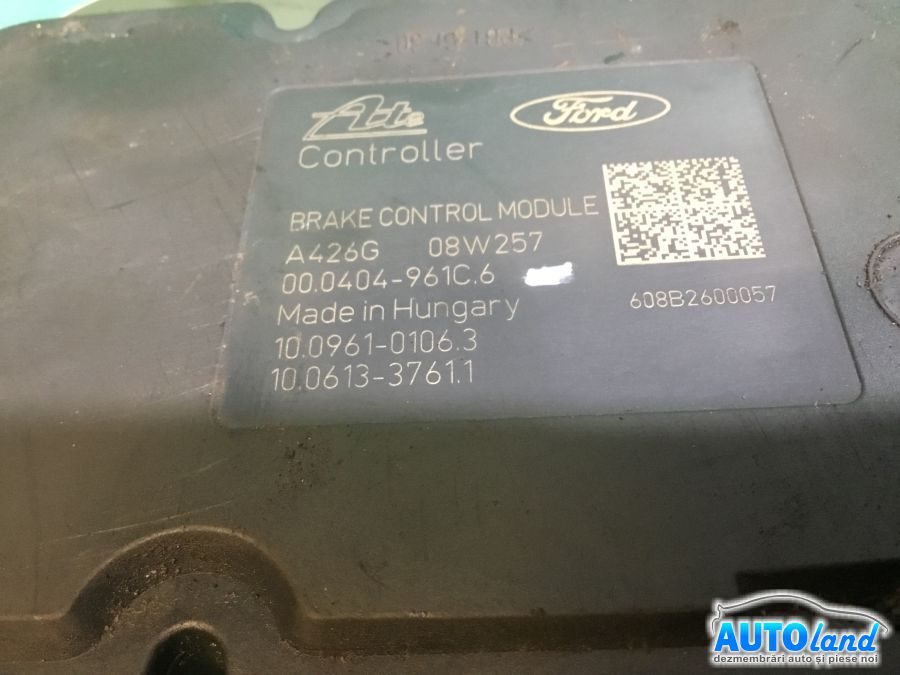 Ate
Ford
Controller
BRAKE CONTROL MODULE
A426G 08W257
00.0404-961C.6
608B2600057
Made in Hungary
10.0961-0106.3
10.0613-3761.1
AUTOland
dezmembrări auto și piese noi